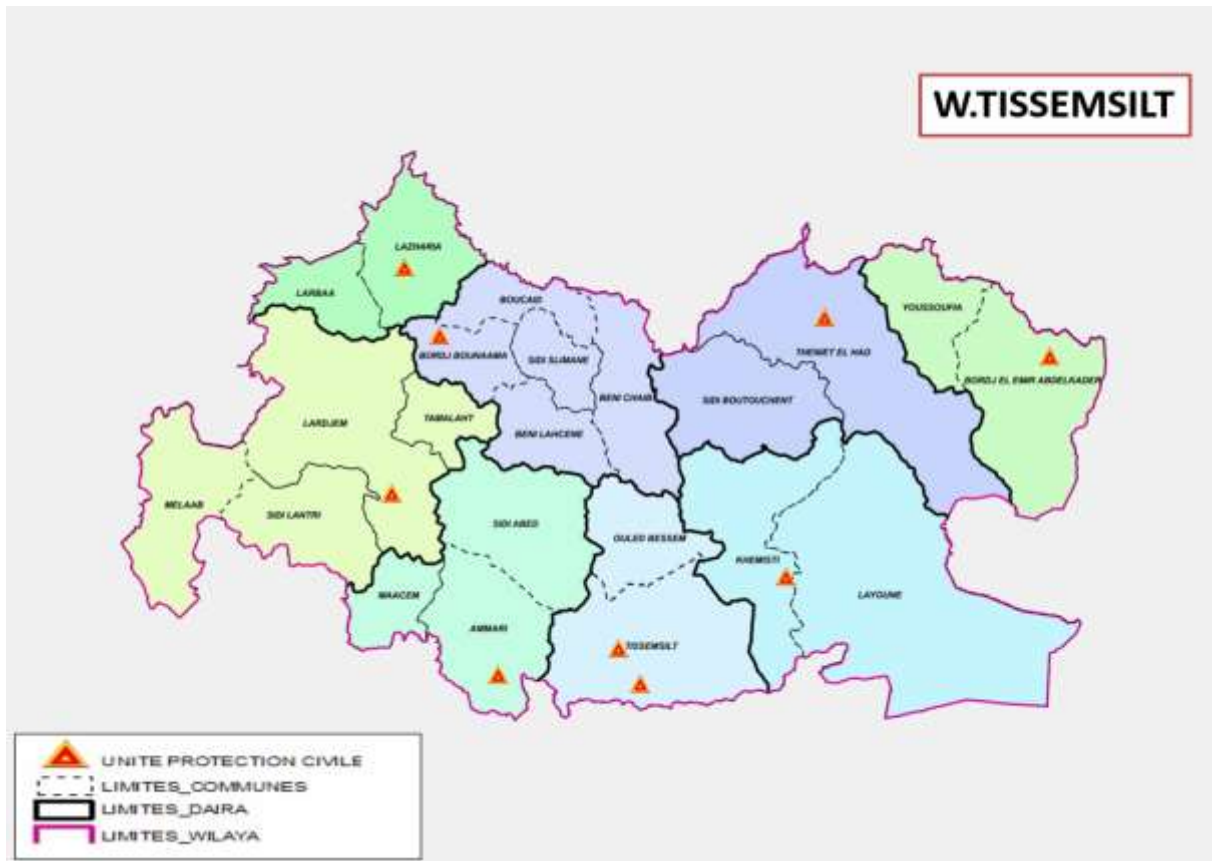 W.TISSEMSILT
LAZHARIA
LARBAA
BOUCAID
YOUSSOUFIA
BORDJ BOUNAAMA
SIDI SLIMANE
THENIET EL HAD
BORDJ EL EMIR ABDELKADER
BENI CHAIB
SIDI BOUTOUCHENT
TAMALAHT
LARDJEM
BENI LAHCENE
MELAAB
SIDI LANTRI
SIDI ABED
OULED BESSEM
KHEMISTI
LAYOUNE
MAACEM
AMMARI
TISSEMSILT
UNITE PROTECTION CIVILE
LIMITES_COMMUNES
LIMITES_DAIRA
LIMITES_WILAYA